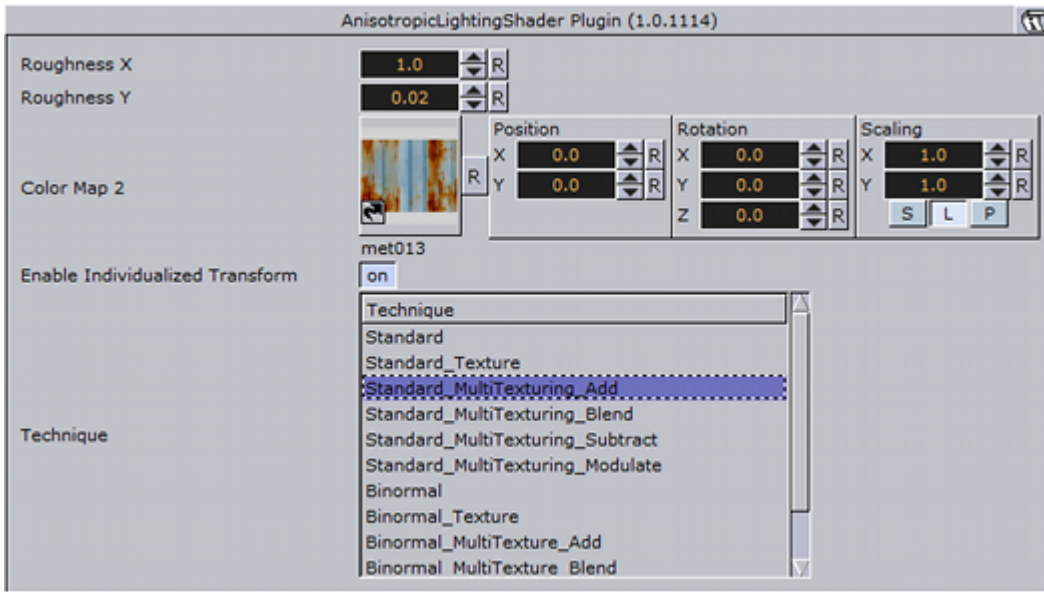 AnisotropicLightingShader Plugin (1.0.1114)
Roughness X 1.0 R
Roughness Y 0.02 R
Position Rotation Scaling
X 0.0 R X 0.0 R X 1.0 R
Color Map 2 R Y 0.0 R Y 0.0 R Y 1.0 R
Z 0.0 R S L P
met013
Enable Individualized Transform on
Technique
Standard
Standard_Texture
Standard_MultiTexturing_Add
Standard_MultiTexturing_Blend
Technique Standard_MultiTexturing_Subtract
Standard_MultiTexturing_Modulate
Binormal
Binormal_Texture
Binormal_MultiTexture_Add
Binormal_MultiTexture_Blend